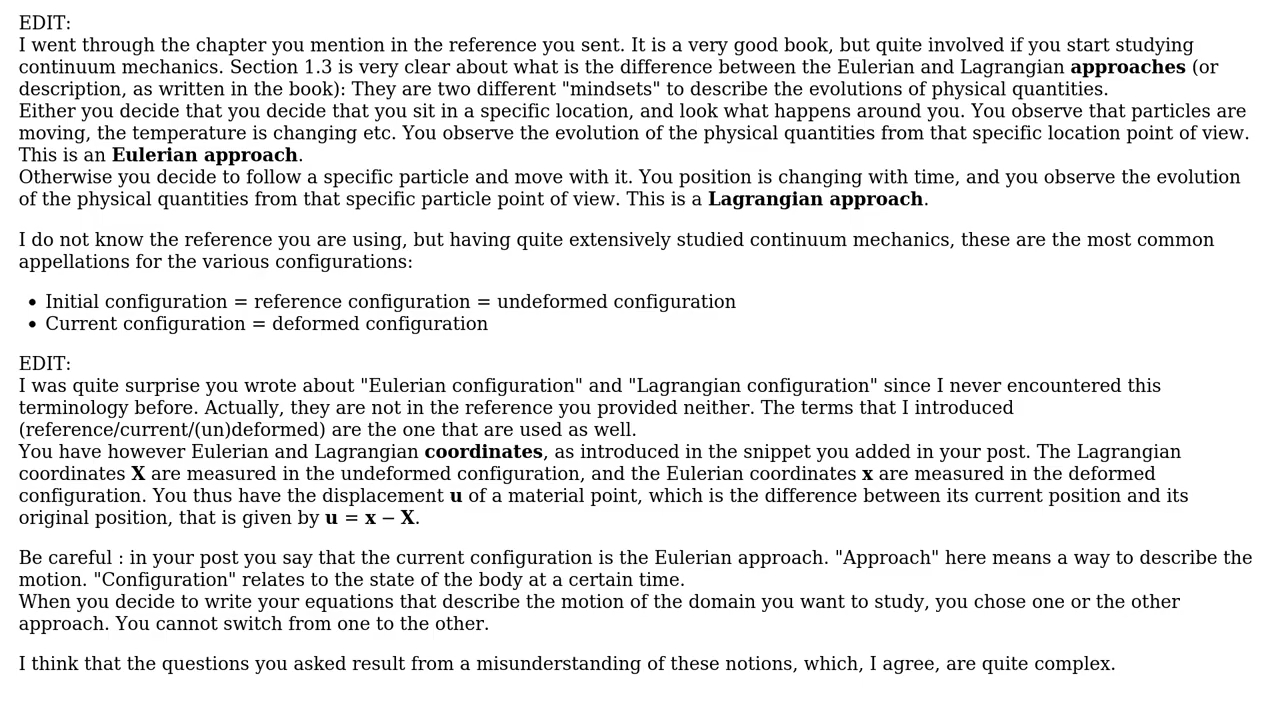 EDIT:
I went through the chapter you mention in the reference you sent. It is a very good book, but quite involved if you start studying
continuum mechanics. Section 1.3 is very clear about what is the difference between the Eulerian and Lagrangian approaches (or
description, as written in the book): They are two different "mindsets" to describe the evolutions of physical quantities.
Either you decide that you decide that you sit in a specific location, and look what happens around you. You observe that particles are
moving, the temperature is changing etc. You observe the evolution of the physical quantities from that specific location point of view.
This is an Eulerian approach.
Otherwise you decide to follow a specific particle and move with it. You position is changing with time, and you observe the evolution
of the physical quantities from that specific particle point of view. This is a Lagrangian approach.
I do not know the reference you are using, but having quite extensively studied continuum mechanics, these are the most common
appellations for the various configurations:
• Initial configuration = reference configuration = undeformed configuration
• Current configuration = deformed configuration
EDIT:
I was quite surprise you wrote about "Eulerian configuration" and "Lagrangian configuration" since I never encountered this
terminology before. Actually, they are not in the reference you provided neither. The terms that I introduced
(reference/current/(un)deformed) are the one that are used as well.
You have however Eulerian and Lagrangian coordinates, as introduced in the snippet you added in your post. The Lagrangian
coordinates X are measured in the undeformed configuration, and the Eulerian coordinates x are measured in the deformed
configuration. You thus have the displacement u of a material point, which is the difference between its current position and its
original position, that is given by u = x − X.
Be careful : in your post you say that the current configuration is the Eulerian approach. "Approach" here means a way to describe the
motion. "Configuration" relates to the state of the body at a certain time.
When you decide to write your equations that describe the motion of the domain you want to study, you chose one or the other
approach. You cannot switch from one to the other.
I think that the questions you asked result from a misunderstanding of these notions, which, I agree, are quite complex.